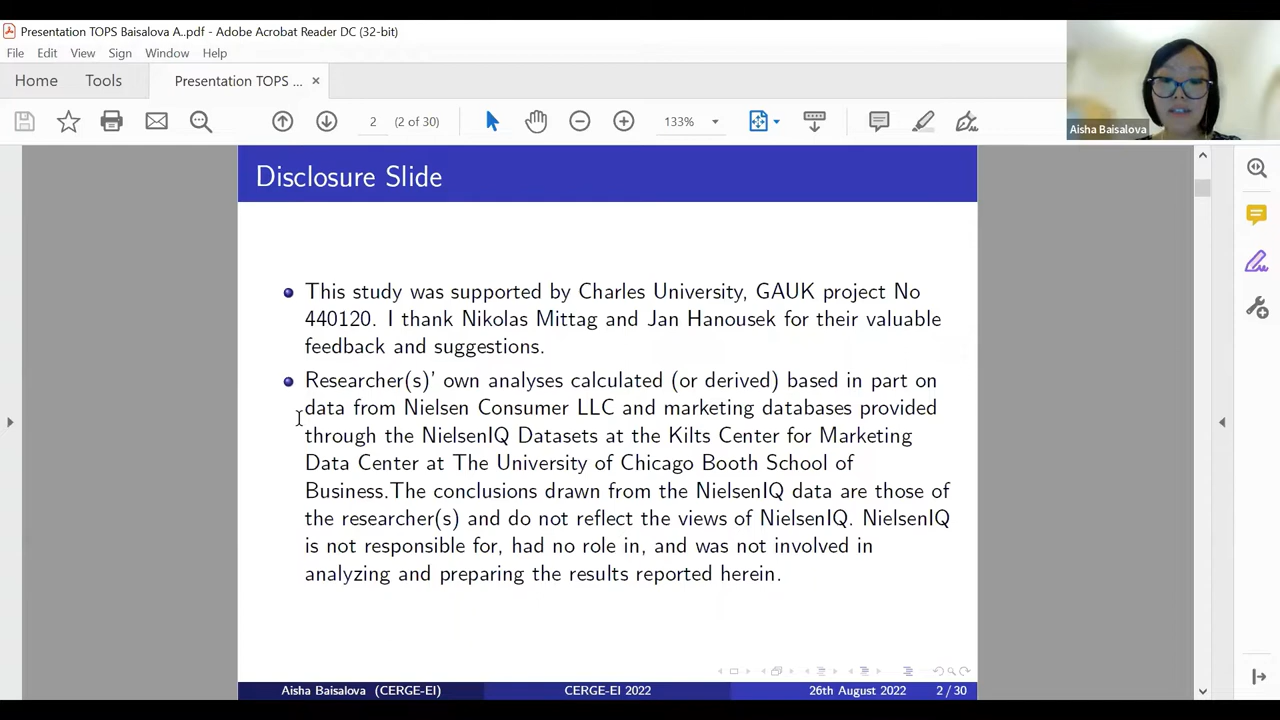 Presentation TOPS Baisalova A..pdf - Adobe Acrobat Reader DC (32-bit)
File Edit View Sign Window Help
Home Tools Presentation TOPS ... ×
2 (2 of 30) 133%
Aisha Baisalova
Disclosure Slide
This study was supported by Charles University, GAUK project No
440120. I thank Nikolas Mittag and Jan Hanousek for their valuable
feedback and suggestions.
Researcher(s)' own analyses calculated (or derived) based in part on
data from Nielsen Consumer LLC and marketing databases provided
through the NielsenIQ Datasets at the Kilts Center for Marketing
Data Center at The University of Chicago Booth School of
Business.The conclusions drawn from the NielsenIQ data are those of
the researcher(s) and do not reflect the views of NielsenIQ. NielsenIQ
is not responsible for, had no role in, and was not involved in
analyzing and preparing the results reported herein.
Aisha Baisalova (CERGE-EI) CERGE-EI 2022 26th August 2022 2 / 30